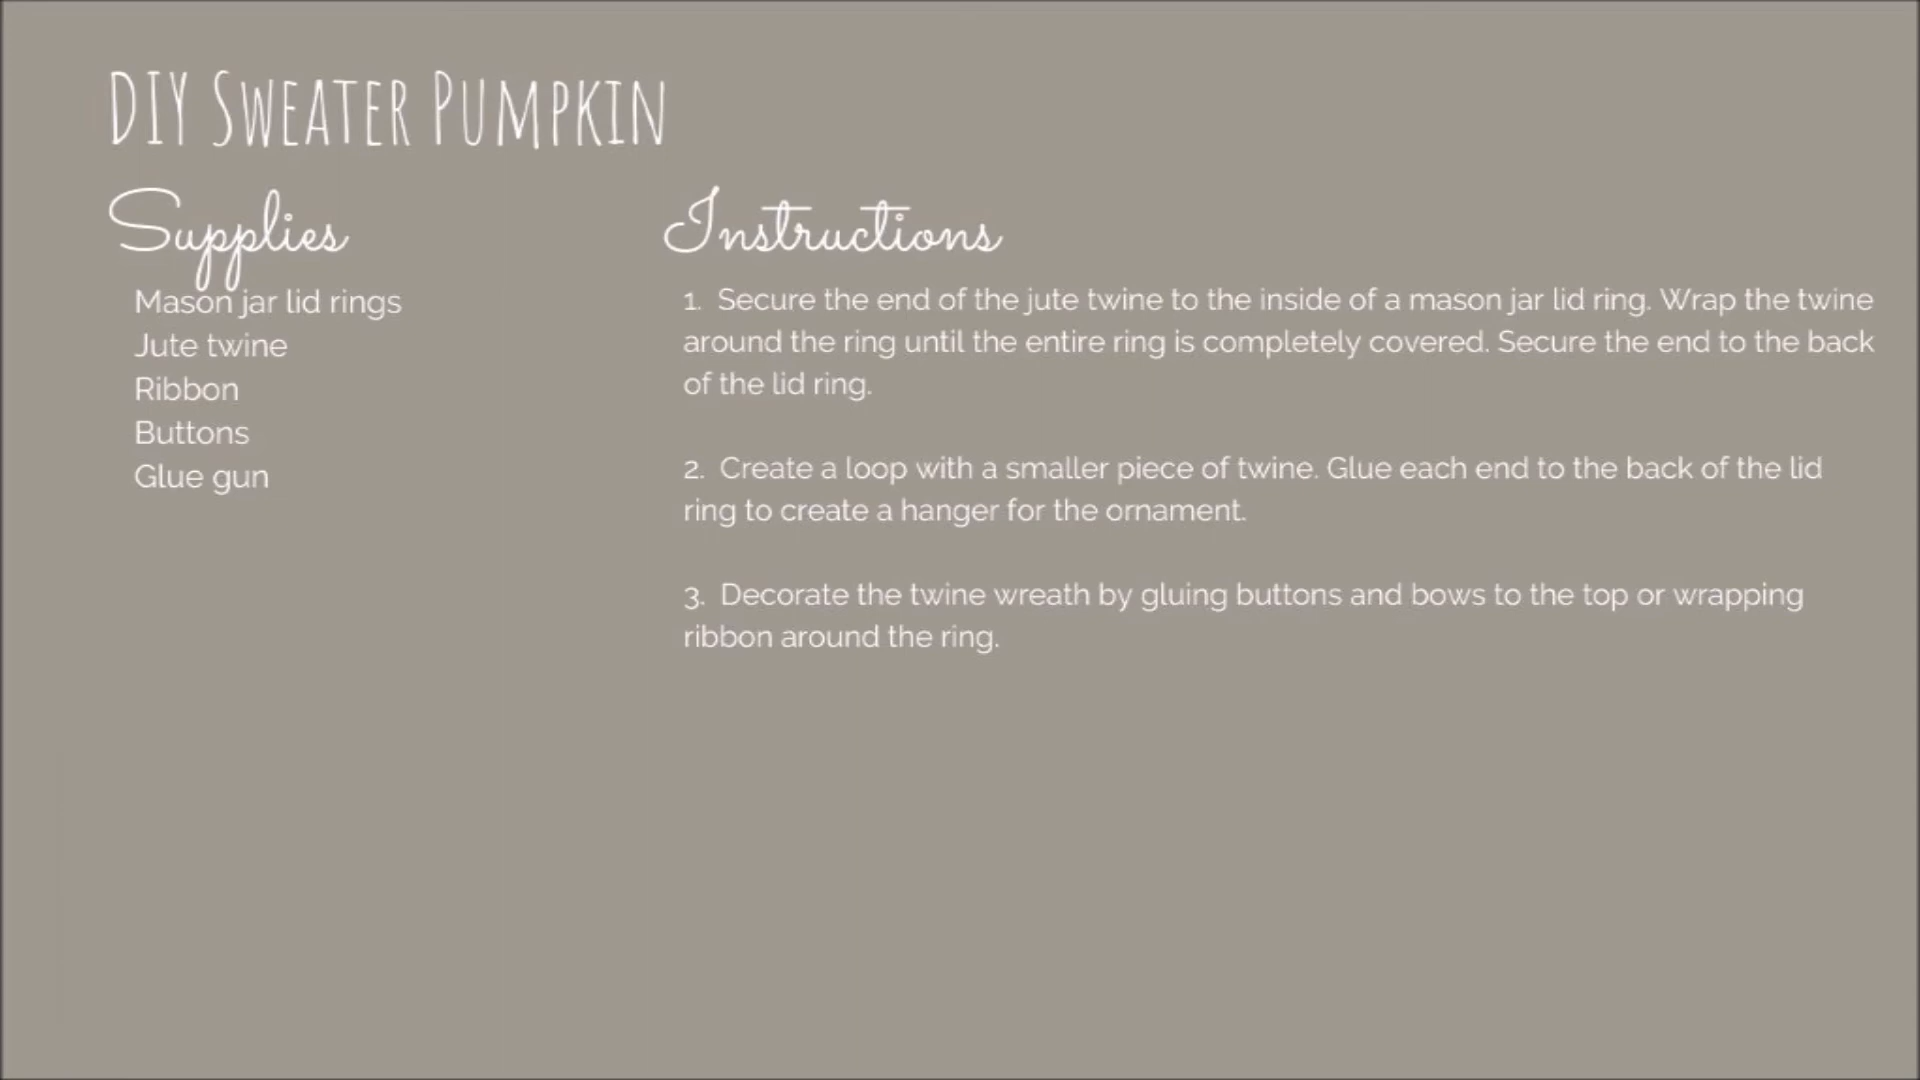 DIY Sweater Pumpkin
Supplies
Mason jar lid rings
Jute twine
Ribbon
Buttons
Glue gun
Instructions
1. Secure the end of the jute twine to the inside of a mason jar lid ring. Wrap the twine
around the ring until the entire ring is completely covered. Secure the end to the back
of the lid ring.
2. Create a loop with a smaller piece of twine. Glue each end to the back of the lid
ring to create a hanger for the ornament.
3. Decorate the twine wreath by gluing buttons and bows to the top or wrapping
ribbon around the ring.